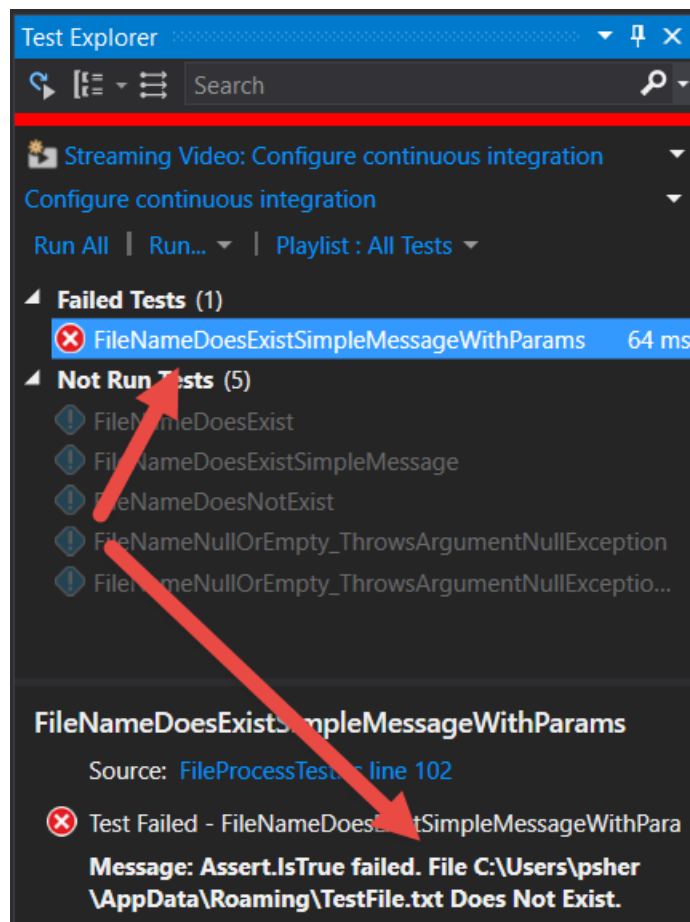 Test Explorer
Search
Streaming Video: Configure continuous integration
Configure continuous integration
Run All | Run... | Playlist : All Tests
Failed Tests (1)
FileNameDoesExistSimpleMessageWithParams 64 ms
Not Run Tests (5)
FileNameDoesExist
FileNameDoesExistSimpleMessage
FileNameDoesNotExist
FileNameNullOrEmpty_ThrowsArgumentNullException
FileNameNullOrEmpty_ThrowsArgumentNullExceptio...
FileNameDoesExistSimpleMessageWithParams
Source: FileProcessTest.cs line 102
Test Failed - FileNameDoesExistSimpleMessageWithPara
Message: Assert.IsTrue failed. File C:\Users\psher
\AppData\Roaming\TestFile.txt Does Not Exist.